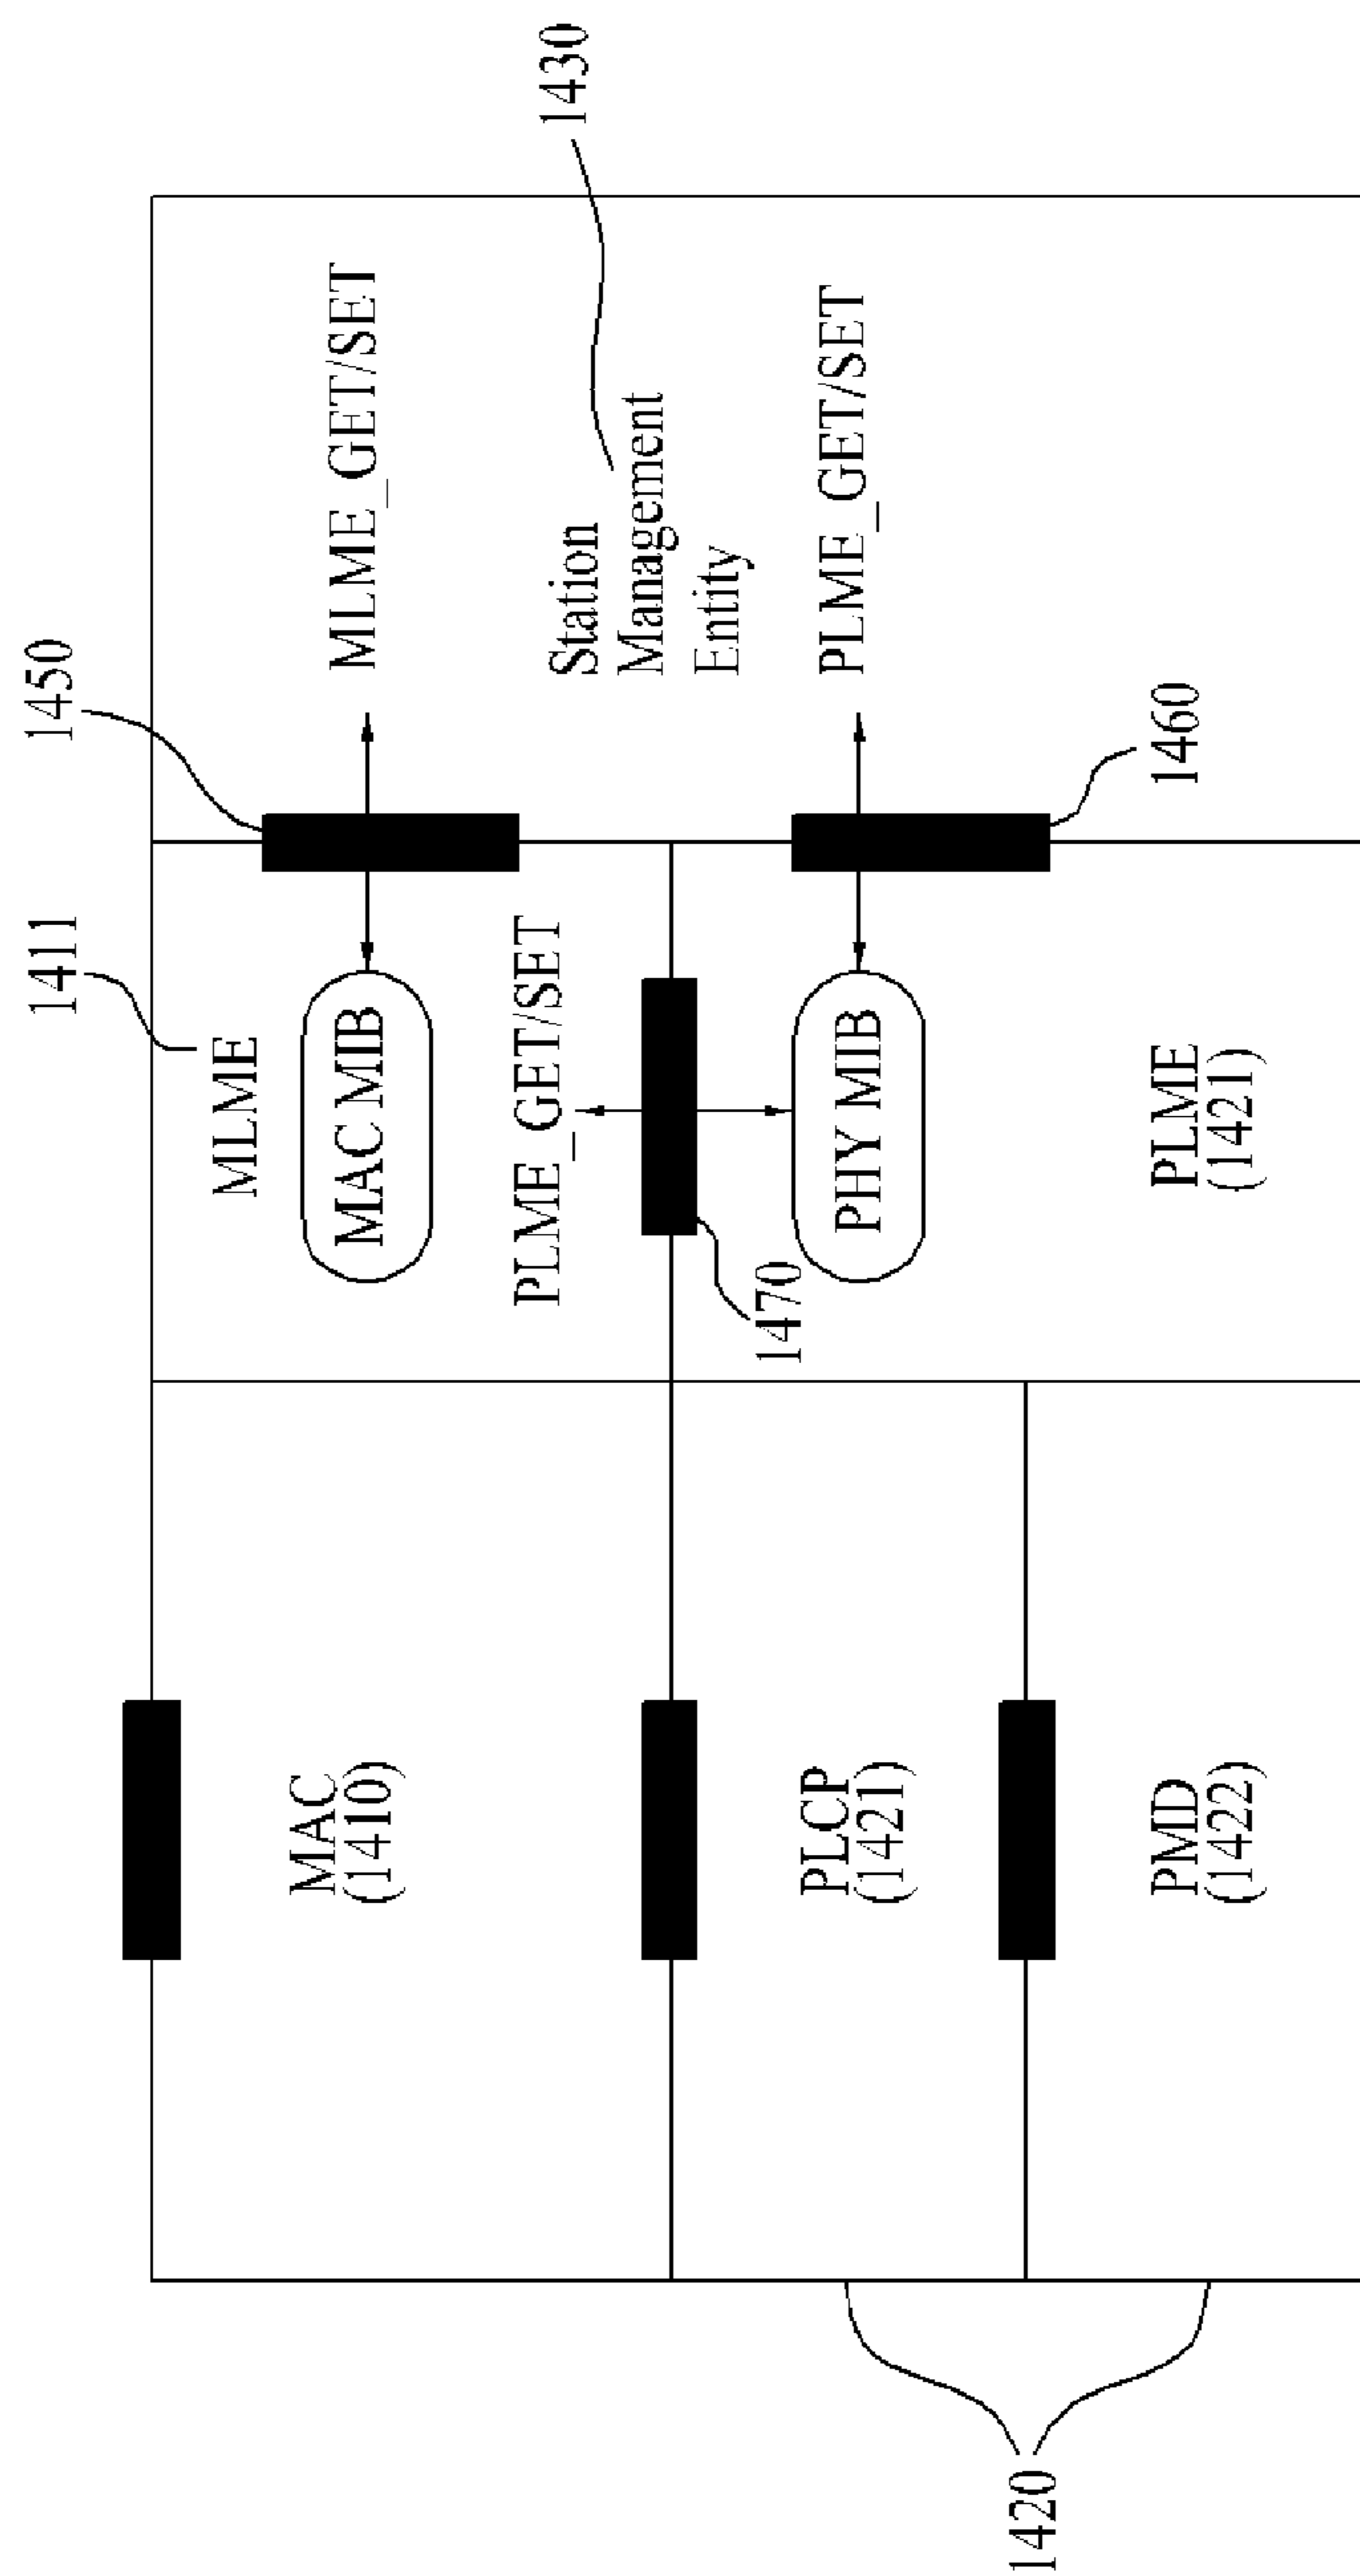 1411
1450
MLME
MAC
(1410)
MAC MIB
MLME_GET/SET
PLME_GET/SET
1430
Station
Management
Entity
1470
PLCP
(1421)
PHY MIB
PLME_GET/SET
1420
PMD
(1422)
PLME
(1421)
1460